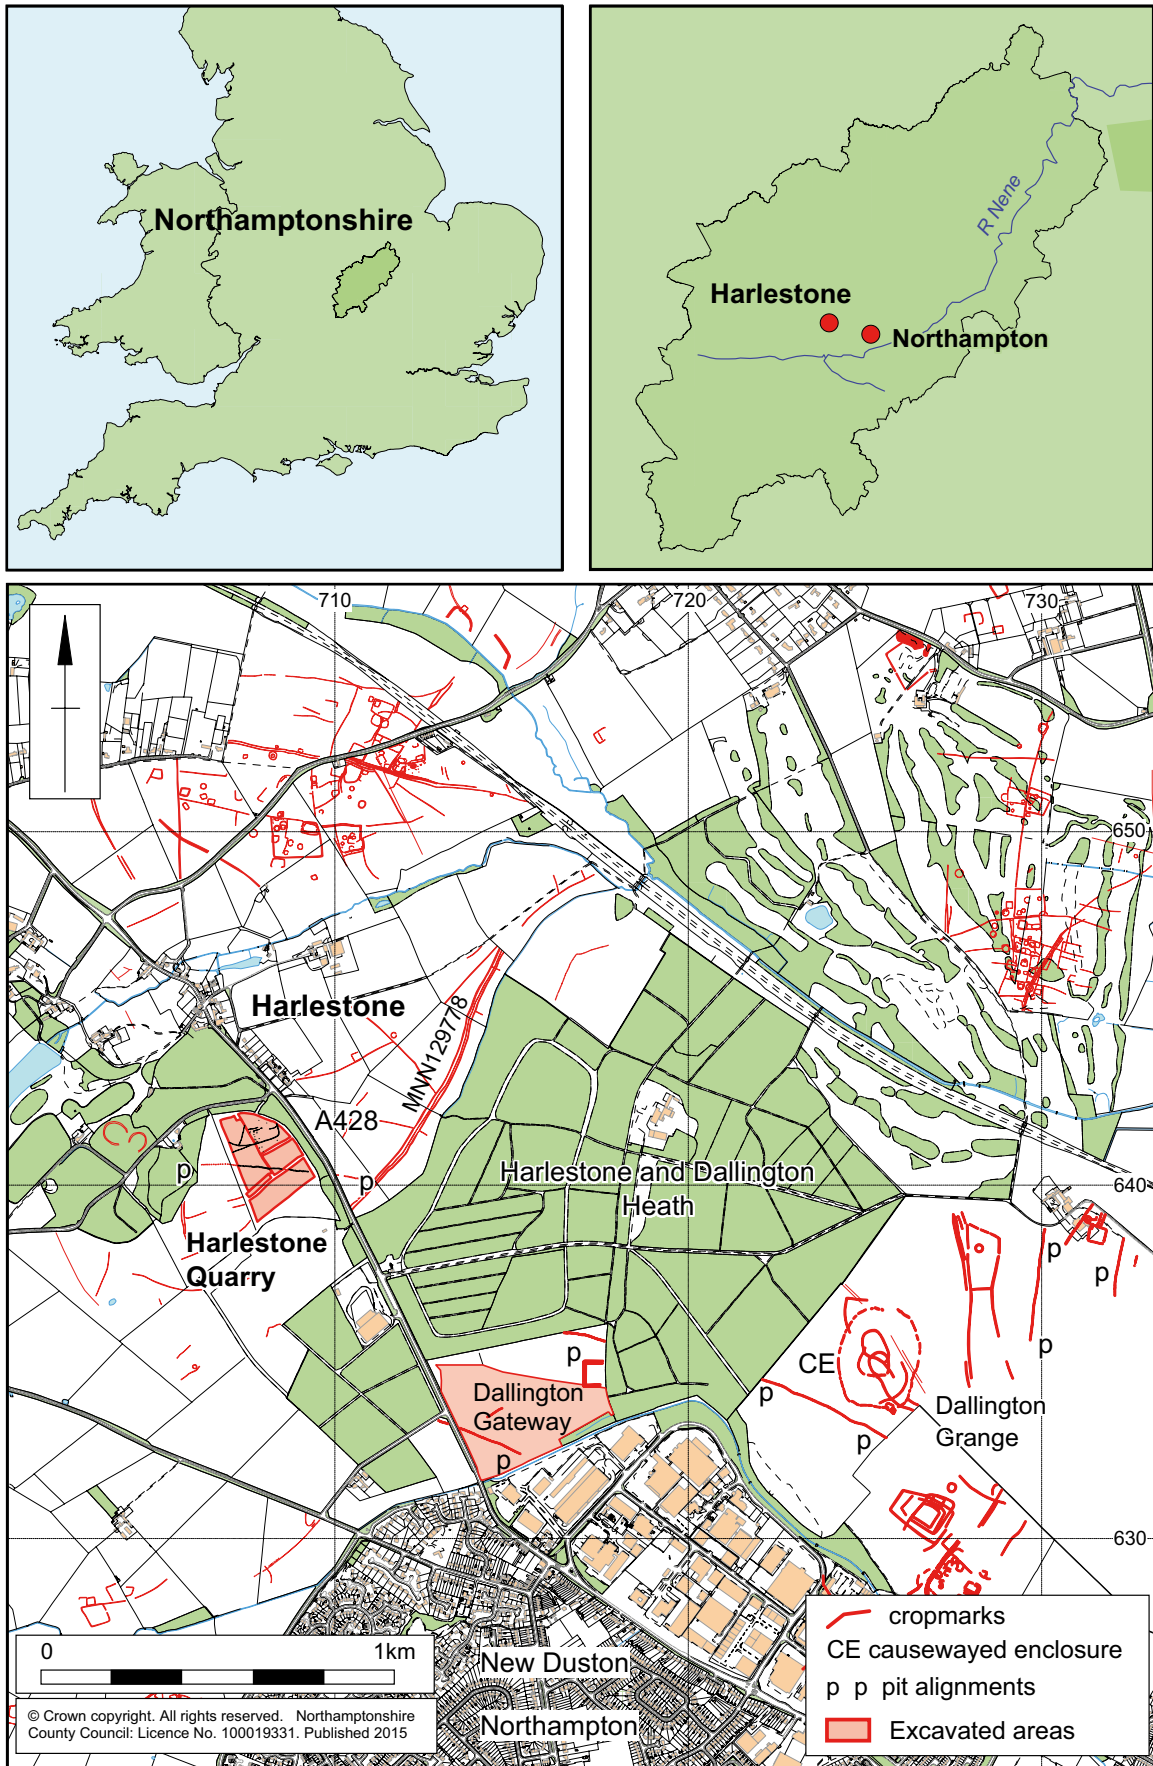 Northamptonshire
R Nene
Harlestone
Northampton
710
720
730
650
Harlestone
MNN129778
A428
p
p
Harlestone and Dallington
Heath
640
Harlestone
Quarry
p
p
p
p
CE
Dallington
Gateway
p
Dallington
Grange
p
p
630
New Duston
Northampton
0 1km
© Crown copyright. All rights reserved. Northamptonshire
County Council: Licence No. 100019331. Published 2015
cropmarks
CE causewayed enclosure
p p pit alignments
Excavated areas